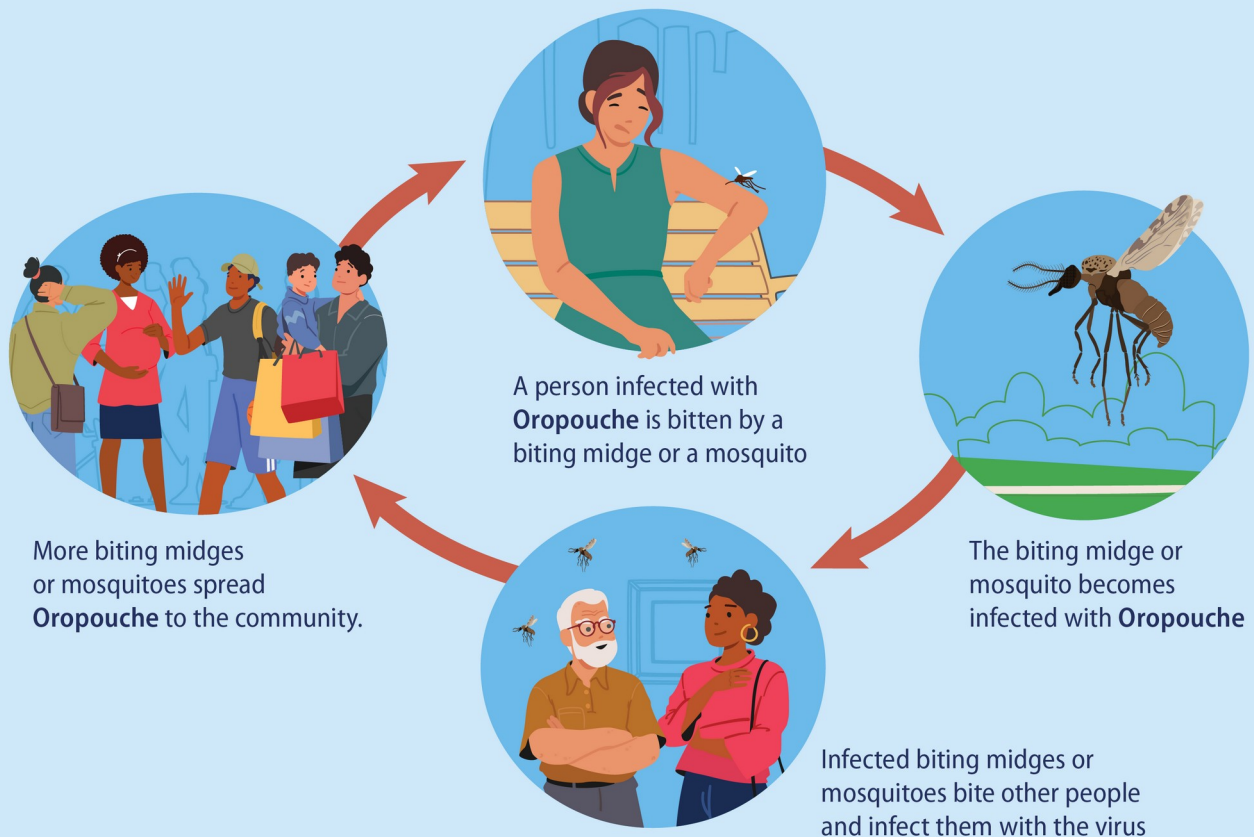 A person infected with
Oropouche is bitten by a
biting midge or a mosquito
The biting midge or
mosquito becomes
infected with Oropouche
Infected biting midges or
mosquitoes bite other people
and infect them with the virus
More biting midges
or mosquitoes spread
Oropouche to the community.